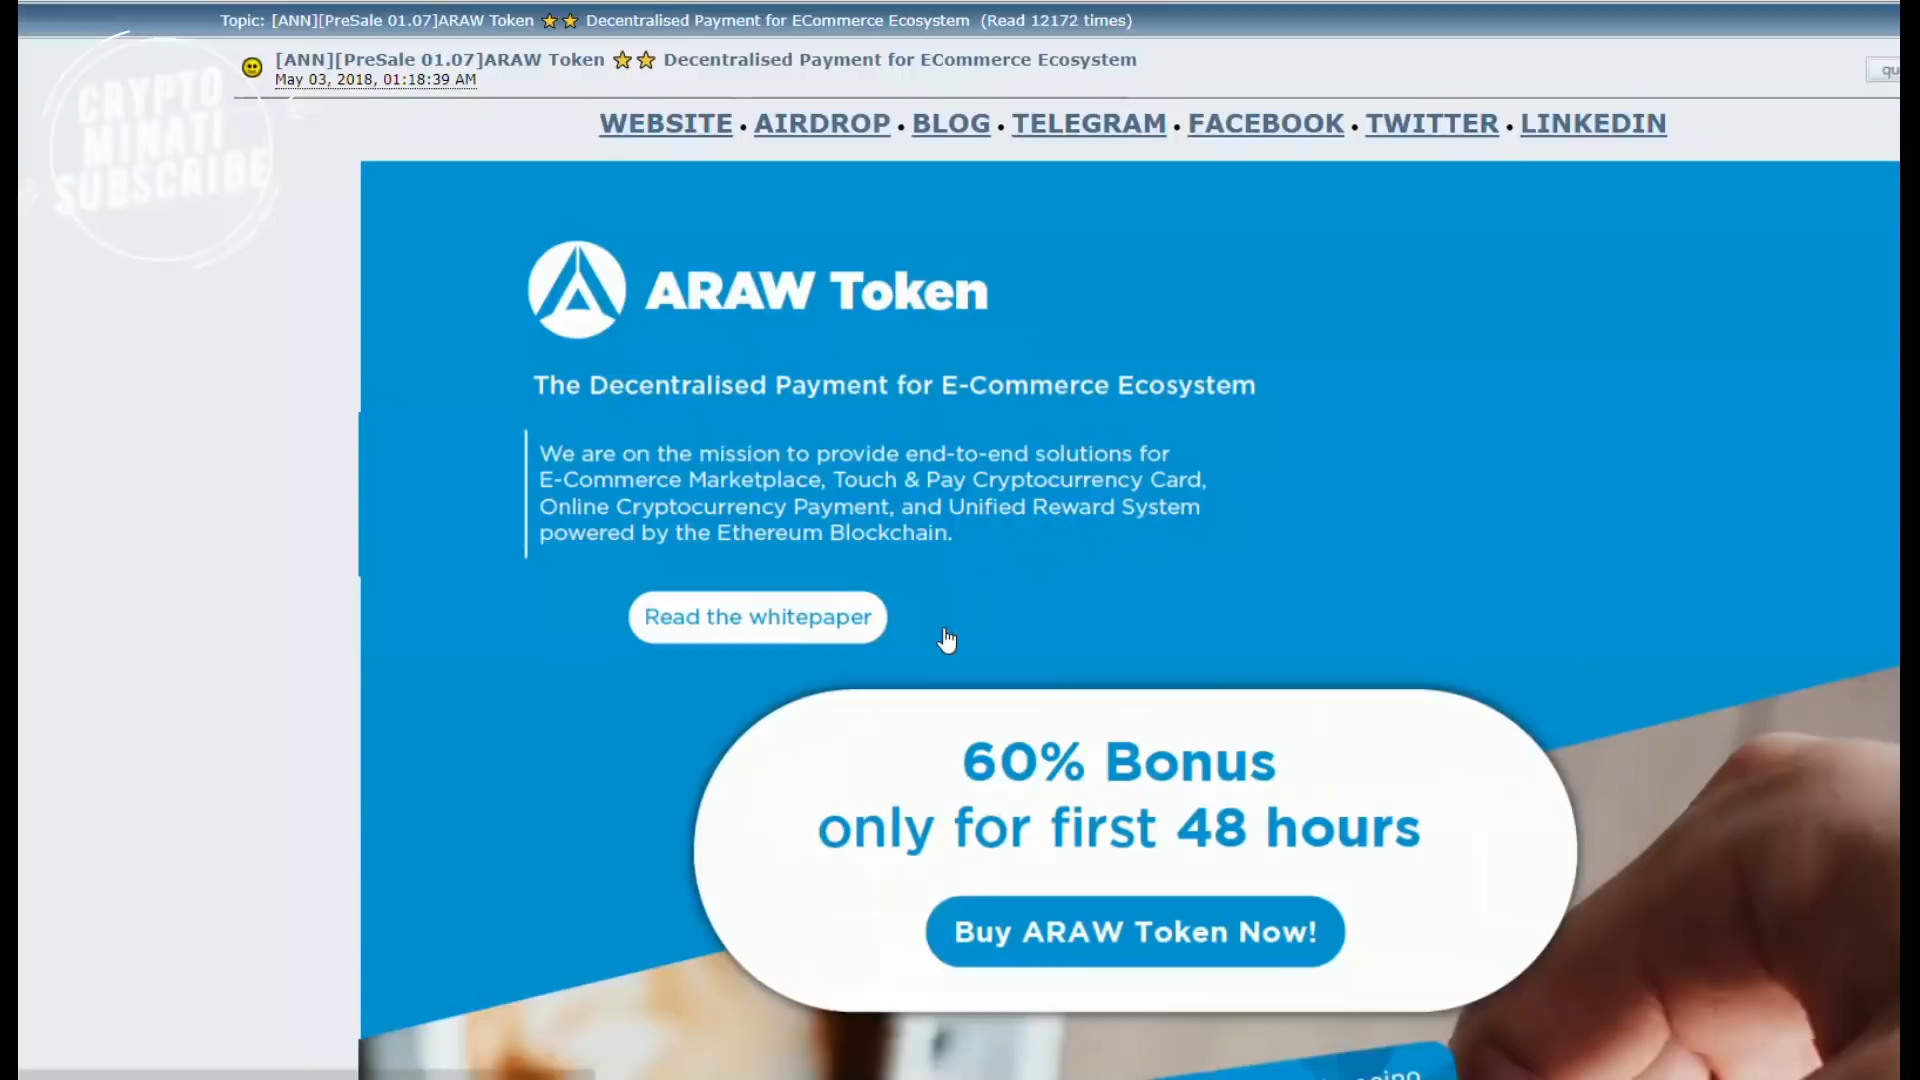 Topic: [ANN][PreSale 01.07]ARAW Token ⭐⭐ Decentralised Payment for ECommerce Ecosystem (Read 12172 times)
[ANN][PreSale 01.07]ARAW Token ⭐⭐ Decentralised Payment for ECommerce Ecosystem
May 03, 2018, 01:18:39 AM
CRYPTO
MINATI
SUBSCRIBE
WEBSITE • AIRDROP • BLOG • TELEGRAM • FACEBOOK • TWITTER • LINKEDIN
ARAW Token
The Decentralised Payment for E-Commerce Ecosystem
We are on the mission to provide end-to-end solutions for
E-Commerce Marketplace, Touch & Pay Cryptocurrency Card,
Online Cryptocurrency Payment, and Unified Reward System
powered by the Ethereum Blockchain.
Read the whitepaper
60% Bonus
only for first 48 hours
Buy ARAW Token Now!